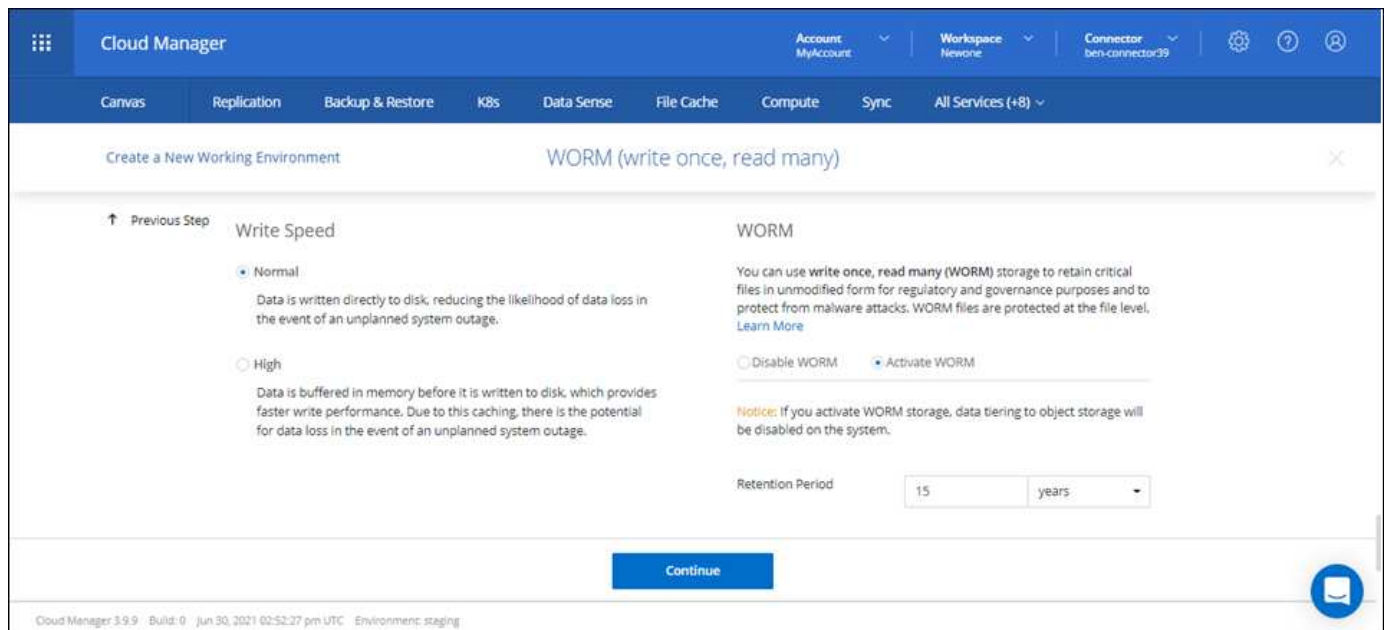 Cloud Manager
Account
MyAccount
Workspace
Newone
Connector
ben-connector39
Canvas
Replication
Backup & Restore
K8s
Data Sense
File Cache
Compute
Sync
All Services (+8)
Create a New Working Environment
WORM (write once, read many)
↑ Previous Step
Write Speed
Normal
Data is written directly to disk, reducing the likelihood of data loss in
the event of an unplanned system outage.
High
Data is buffered in memory before it is written to disk, which provides
faster write performance. Due to this caching, there is the potential
for data loss in the event of an unplanned system outage.
WORM
You can use write once, read many (WORM) storage to retain critical
files in unmodified form for regulatory and governance purposes and to
protect from malware attacks. WORM files are protected at the file level.
Learn More
Disable WORM
Activate WORM
Notice: If you activate WORM storage, data tiering to object storage will
be disabled on the system.
Retention Period
15
years
Continue
Cloud Manager 3.9.9 Build: 0 Jun 30, 2021 02:52:27 pm UTC Environment: staging